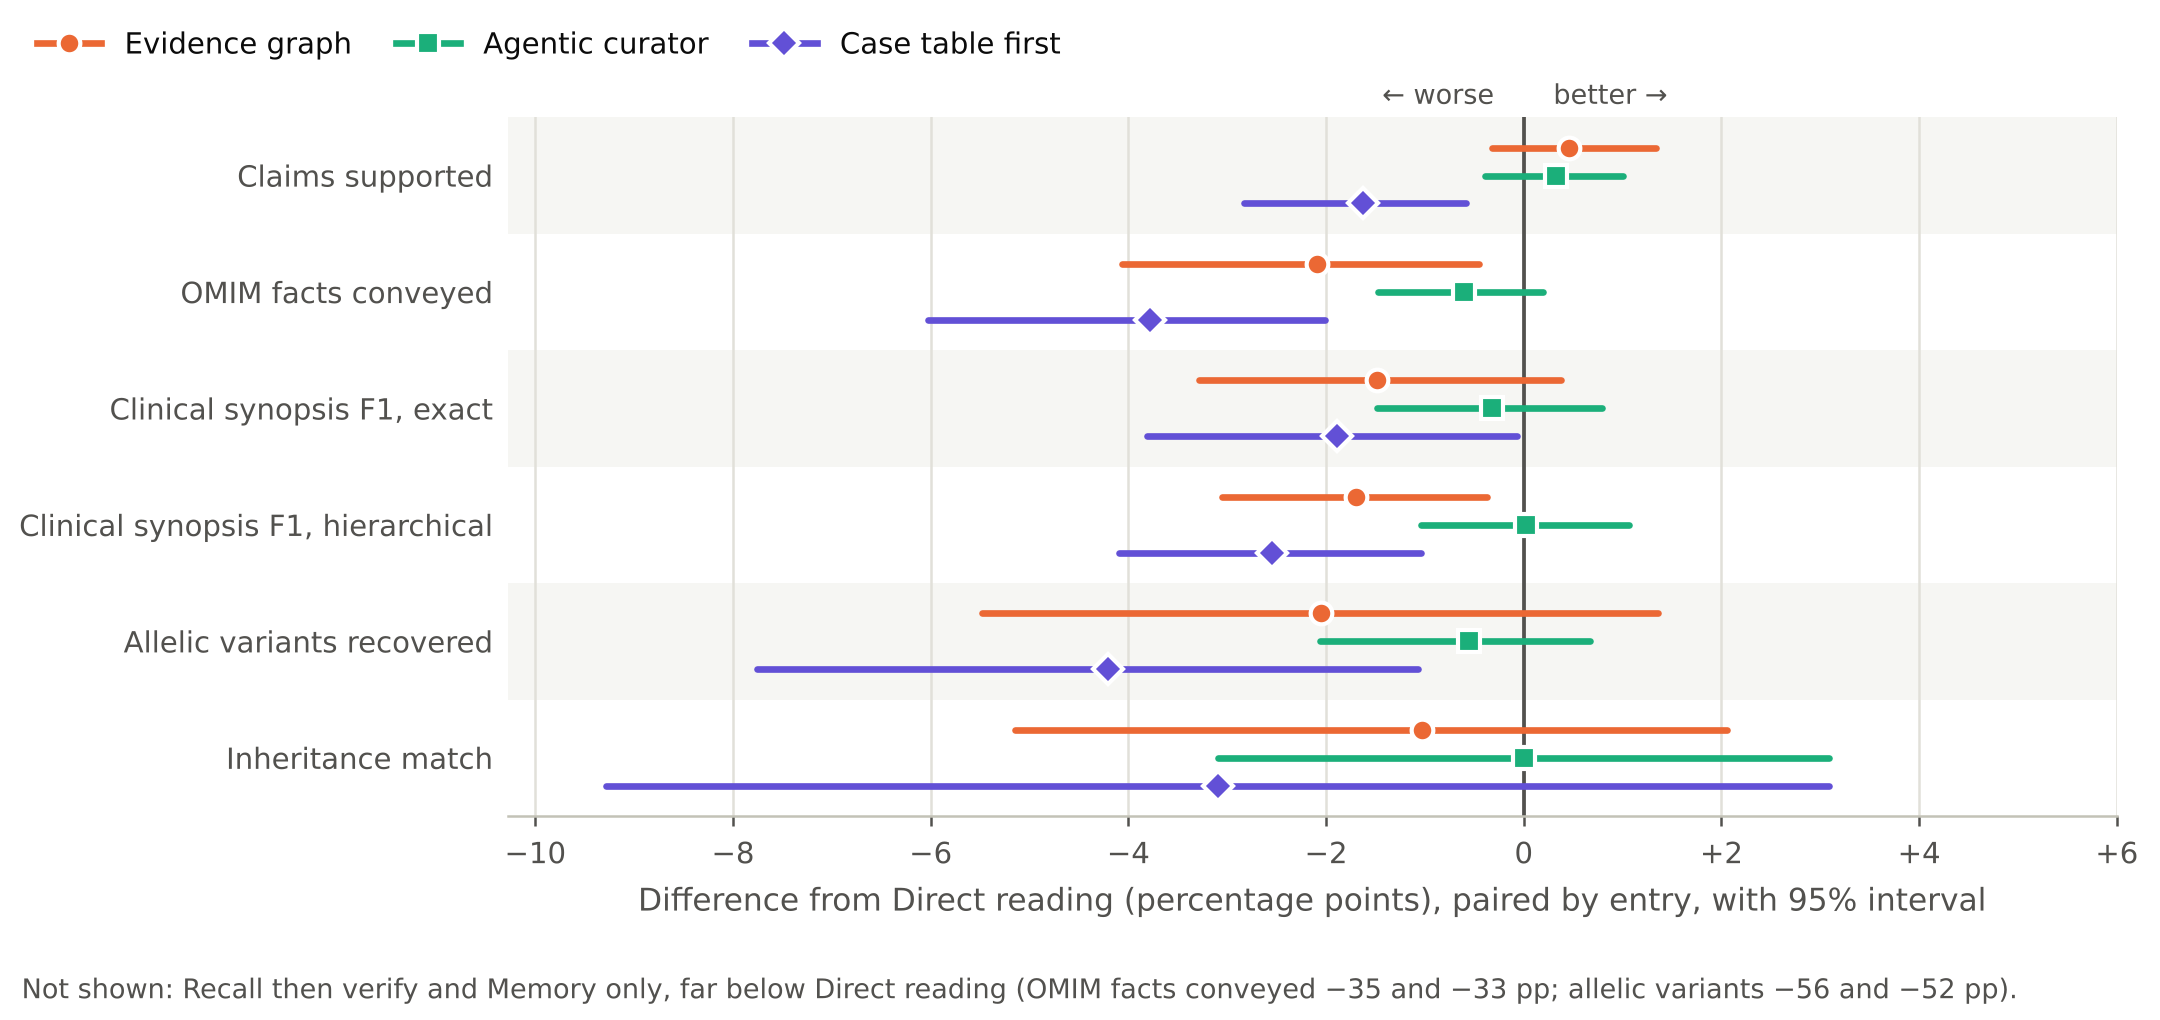 Evidence graph Agentic curator Case table first
← worse better →
Claims supported
OMIM facts conveyed
Clinical synopsis F1, exact
Clinical synopsis F1, hierarchical
Allelic variants recovered
Inheritance match
−10 −8 −6 −4 −2 0 +2 +4 +6
Difference from Direct reading (percentage points), paired by entry, with 95% interval
Not shown: Recall then verify and Memory only, far below Direct reading (OMIM facts conveyed −35 and −33 pp; allelic variants −56 and −52 pp).